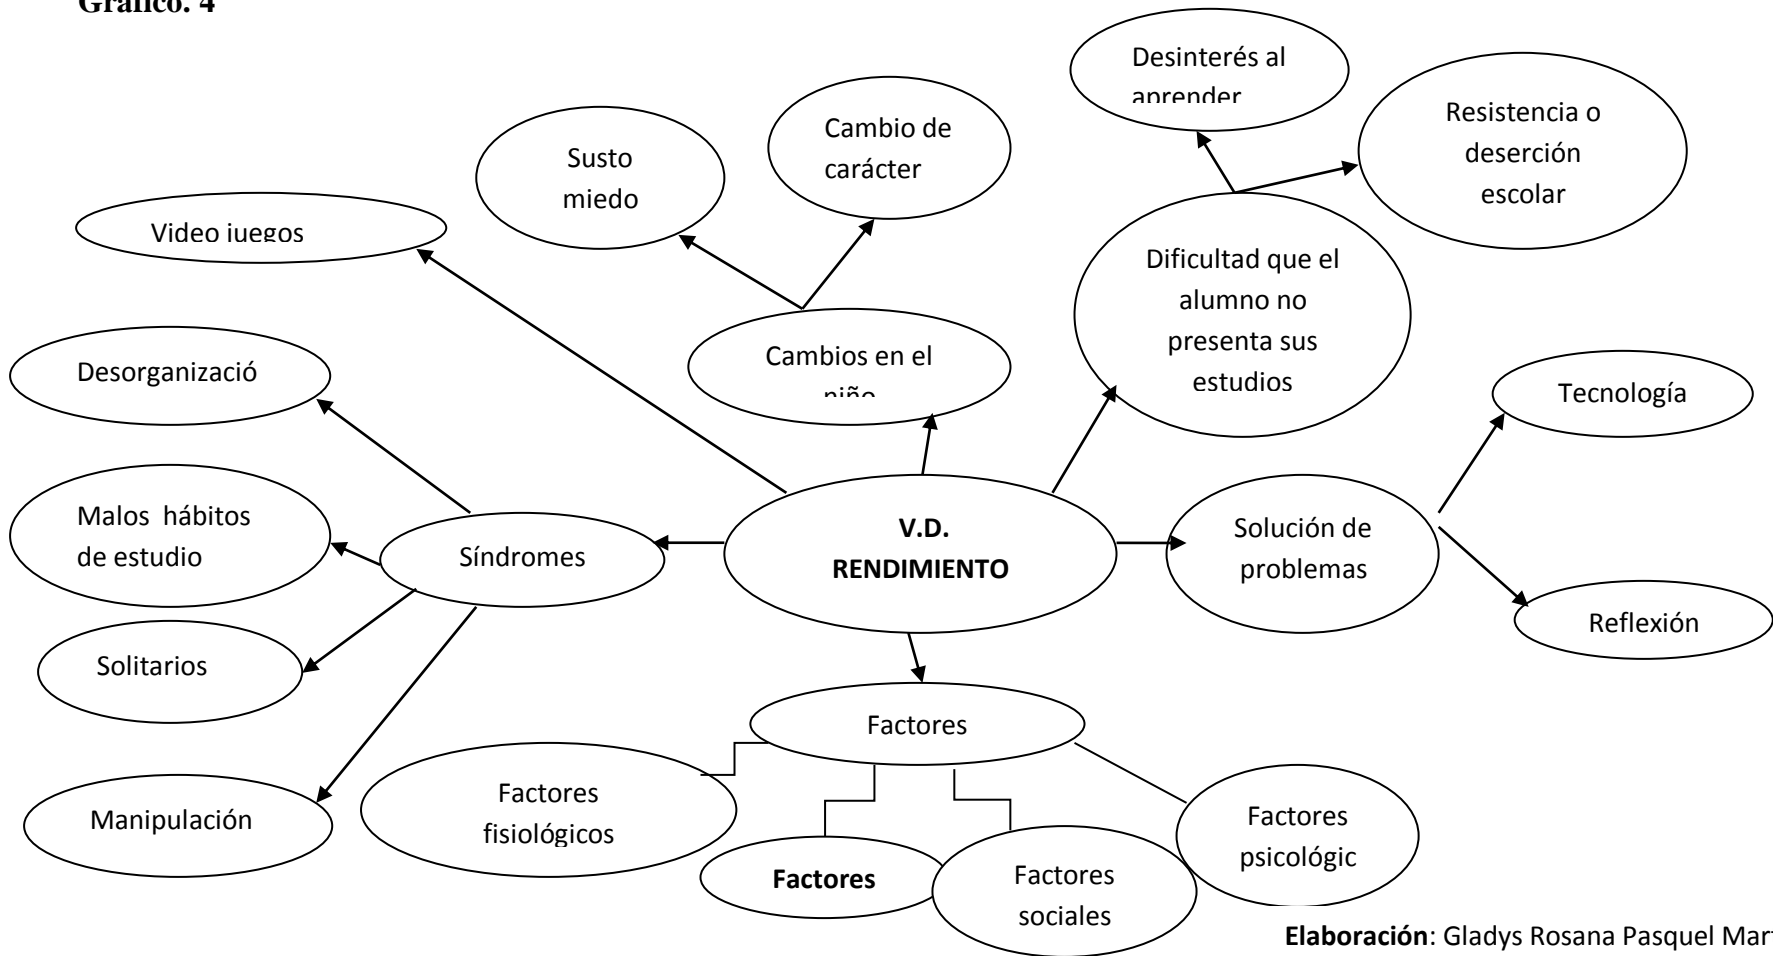 Gráfico. 4
Desinterés al
aprender
Resistencia o
deserción
escolar
Cambio de
carácter
Susto
miedo
Video juegos
Dificultad que el
alumno no
presenta sus
estudios
Cambios en el
niño
Desorganizació
Tecnología
Malos hábitos
de estudio
Síndromes
V.D.
RENDIMIENTO
Solución de
problemas
Reflexión
Solitarios
Factores
Manipulación
Factores
fisiológicos
Factores
Factores
sociales
Factores
psicológic
Elaboración: Gladys Rosana Pasquel Mar